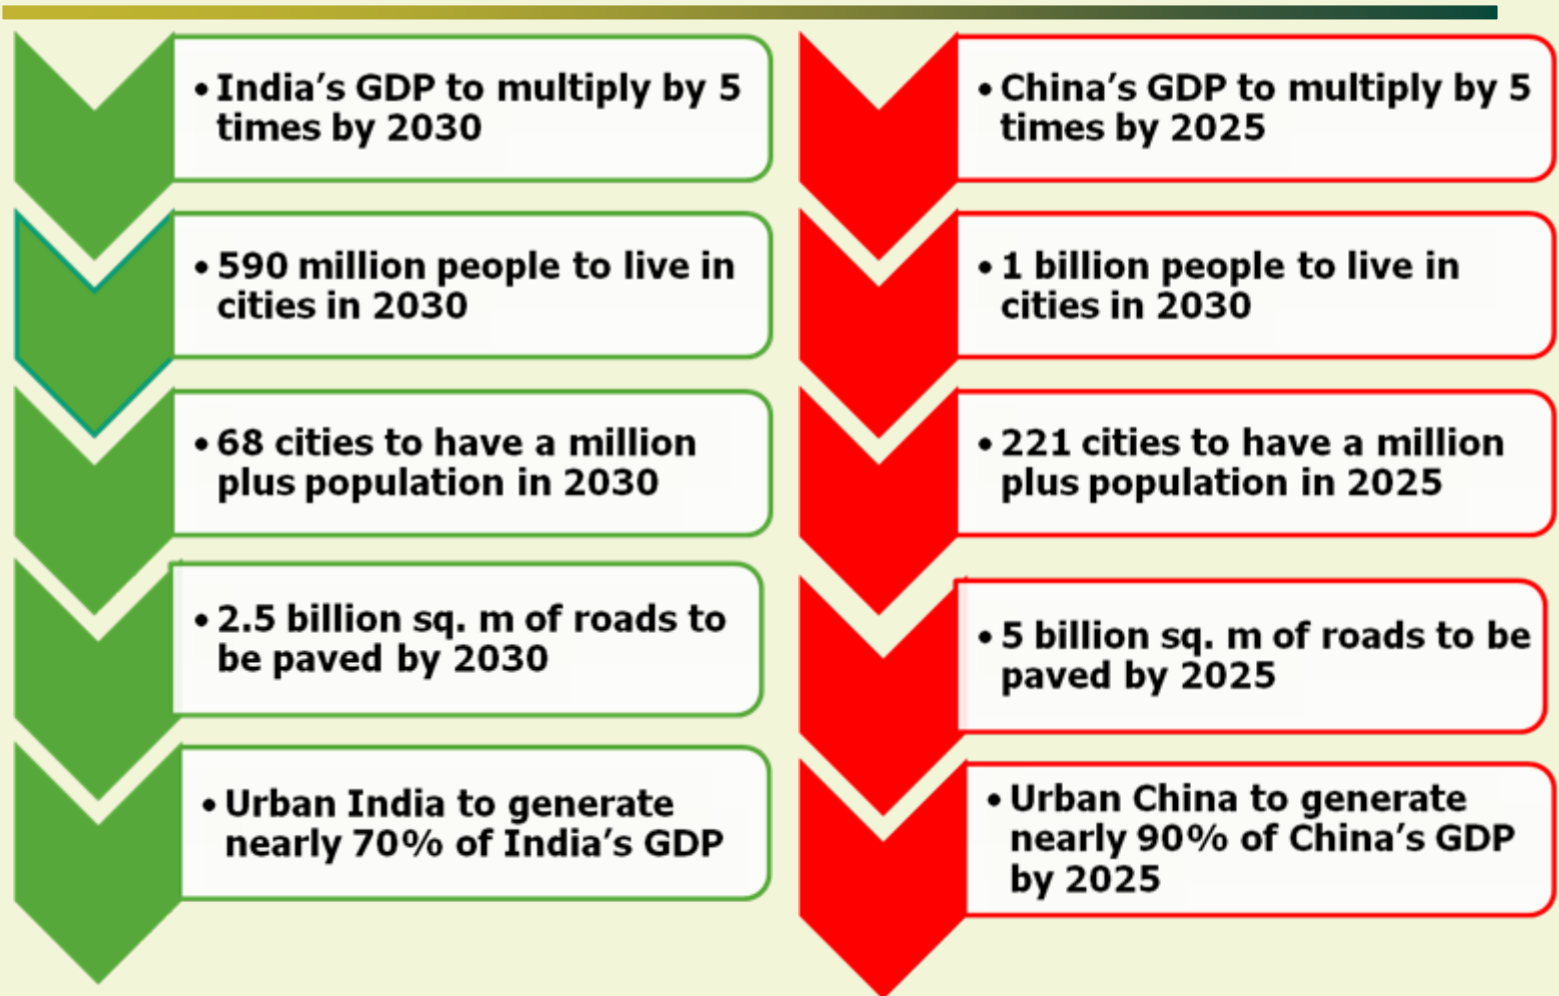 • India’s GDP to multiply by 5
times by 2030
• 590 million people to live in
cities in 2030
• 68 cities to have a million
plus population in 2030
• 2.5 billion sq. m of roads to
be paved by 2030
• Urban India to generate
nearly 70% of India’s GDP
• China’s GDP to multiply by 5
times by 2025
• 1 billion people to live in
cities in 2030
• 221 cities to have a million
plus population in 2025
• 5 billion sq. m of roads to be
paved by 2025
• Urban China to generate
nearly 90% of China’s GDP
by 2025